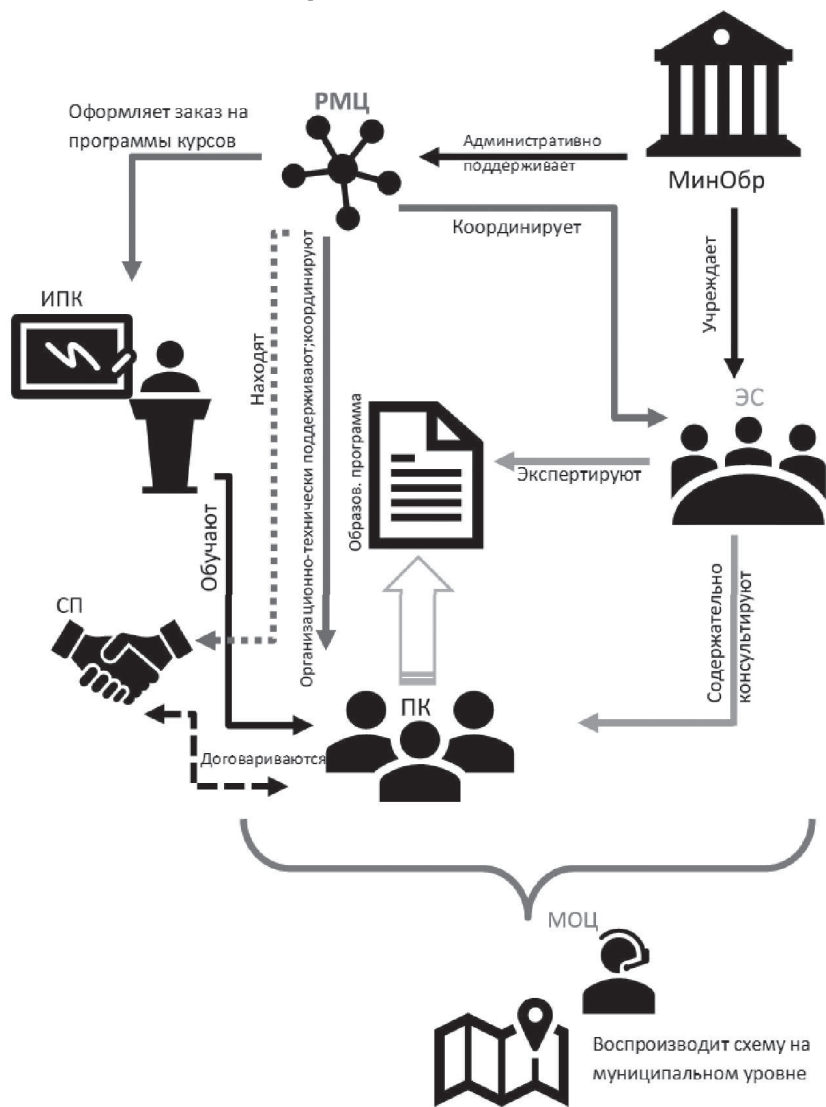 РМЦ
Оформляет заказ на
программы курсов
Административно
поддерживает
МинОбр
Координирует
Учреждает
ИПК
Находят
Организационно-технически поддерживают;координируют
ЭС
Образов. программа
Экспертируют
Обучают
СП
Содержательно
консультируют
ПК
Договариваются
МОЦ
Воспроизводит схему на
муниципальном уровне